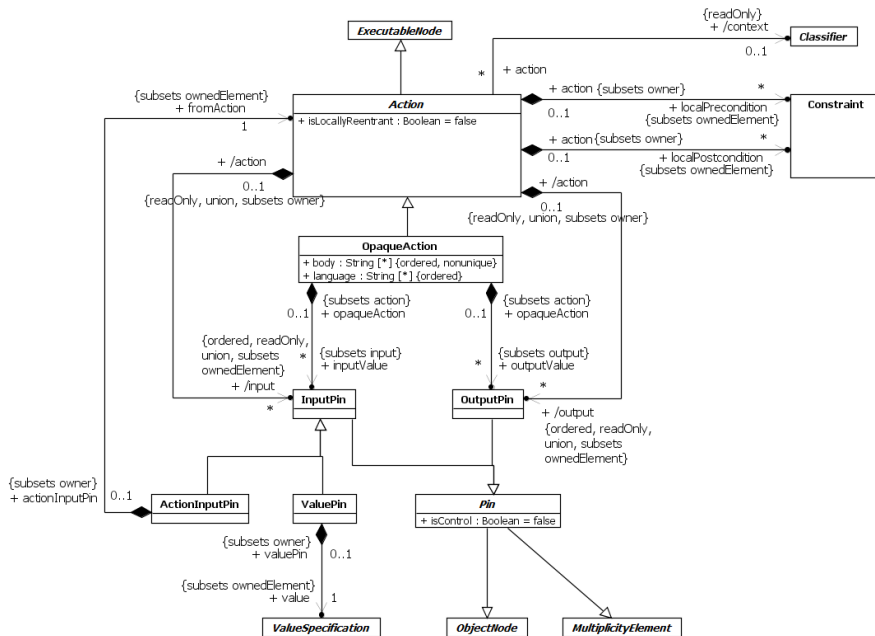 {readOnly}
+ /context
ExecutableNode
Classifier
0..1
*
+ action
{subsets ownedElement}
+ fromAction
1
Action
+ isLocallyReentrant : Boolean = false
+ action {subsets owner}
*
0..1
+ localPrecondition
{subsets ownedElement}
Constraint
+ action {subsets owner}
*
0..1
+ localPostcondition
{subsets ownedElement}
+ /action
0..1
{readOnly, union, subsets owner}
+ /action
0..1
{readOnly, union, subsets owner}
OpaqueAction
+ body : String [*] {ordered, nonunique}
+ language : String [*] {ordered}
0..1
{subsets action}
+ opaqueAction
0..1
{subsets action}
+ opaqueAction
{ordered, readOnly,
union, subsets
ownedElement}
+ /input
*
*
{subsets input}
+ inputValue
*
{subsets output}
+ outputValue
*
InputPin
OutputPin
+ /output
{ordered, readOnly,
union, subsets
ownedElement}
{subsets owner}
+ actionInputPin
0..1
ActionInputPin
ValuePin
Pin
+ isControl : Boolean = false
{subsets owner}
+ valuePin
0..1
{subsets ownedElement}
+ value
1
ValueSpecification
ObjectNode
MultiplicityElement